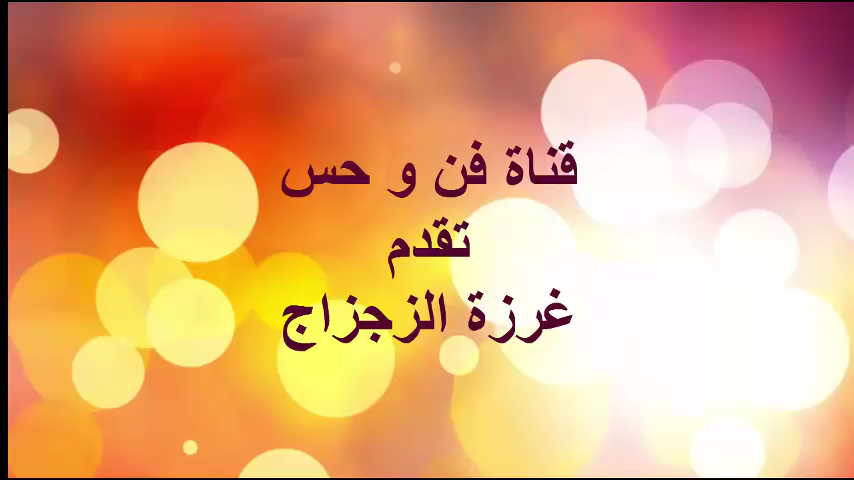 قناة فن و حس
تقدم
غرزة الزجزاج